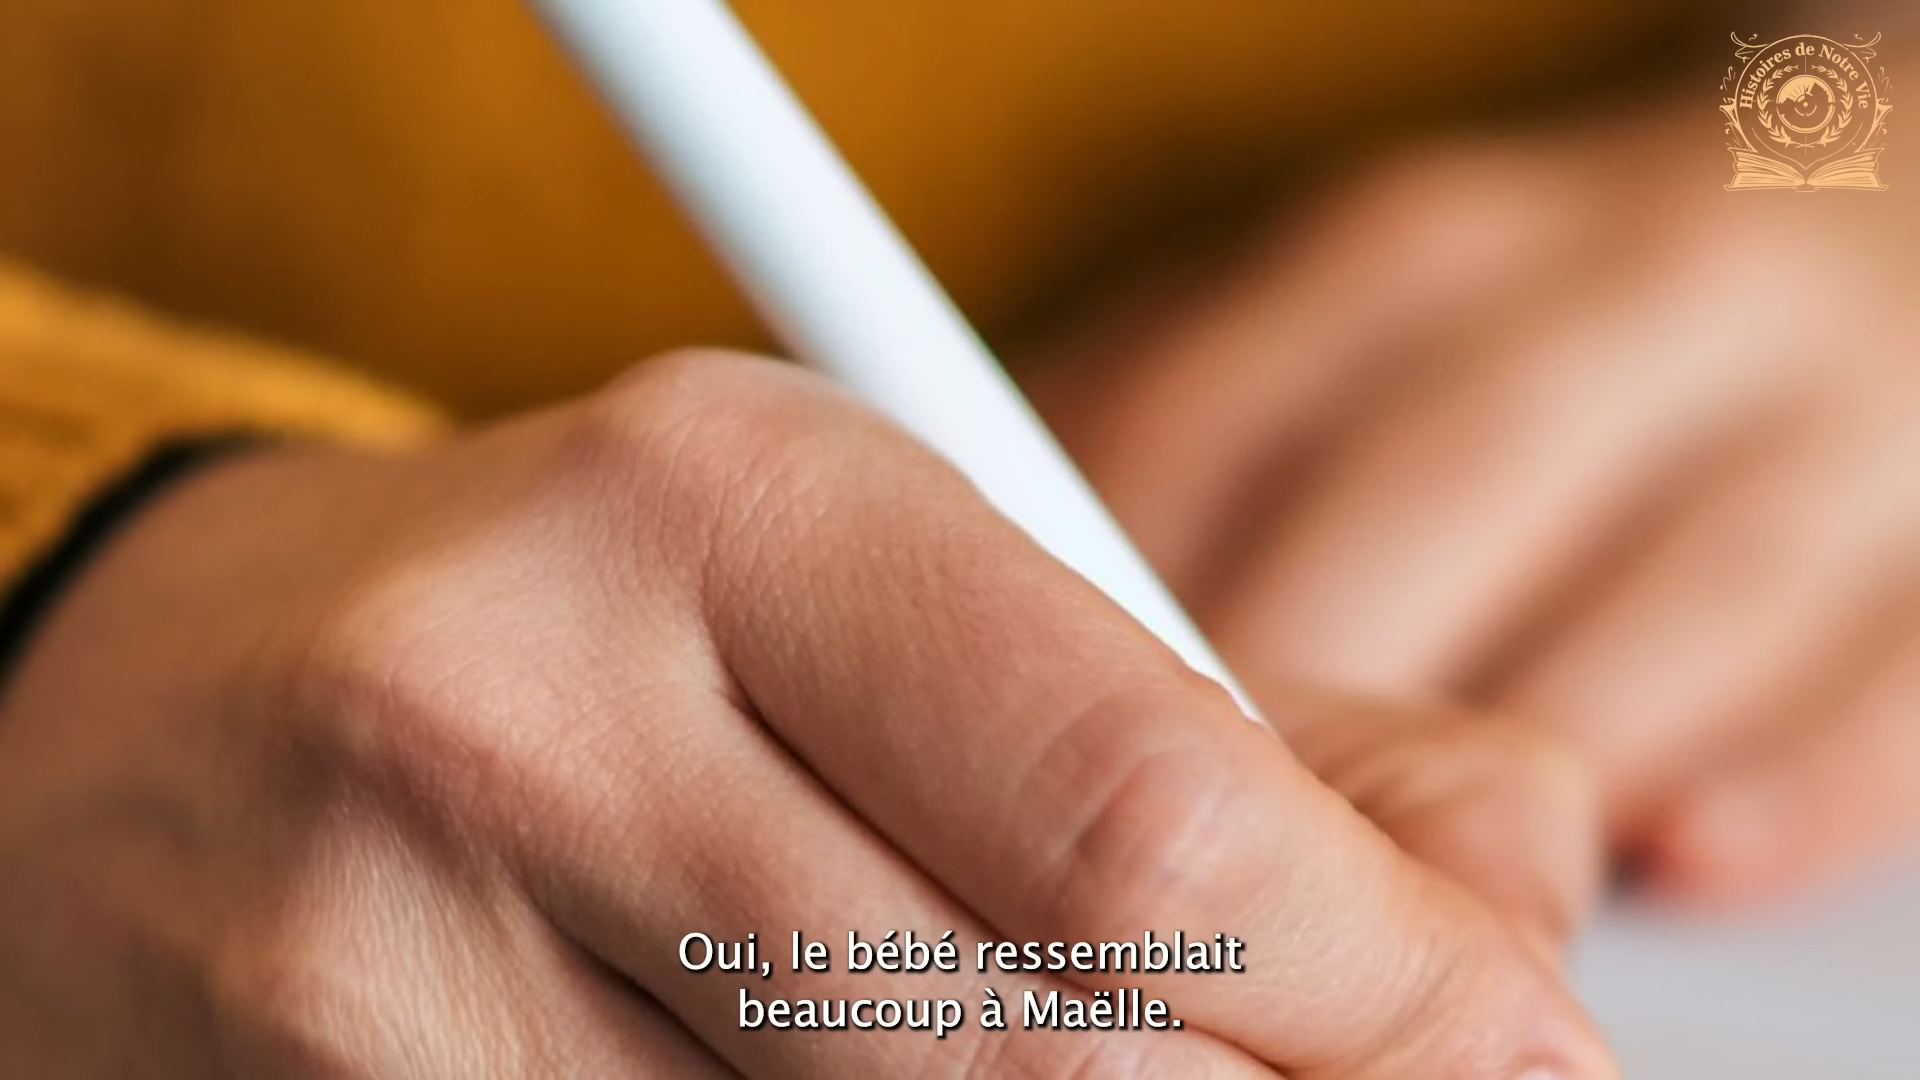 Histoires de Notre Vie
Oui, le bébé ressemblait
beaucoup à Maëlle.